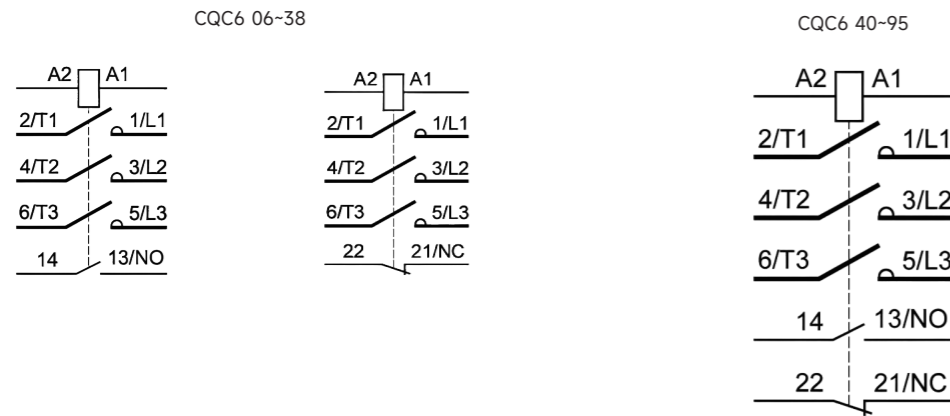 CQC6 06~38
A2 A1
2/T1 1/L1
4/T2 3/L2
6/T3 5/L3
14 13/NO
A2 A1
2/T1 1/L1
4/T2 3/L2
6/T3 5/L3
22 21/NC
CQC6 40~95
A2 A1
2/T1 1/L1
4/T2 3/L2
6/T3 5/L3
14 13/NO
22 21/NC